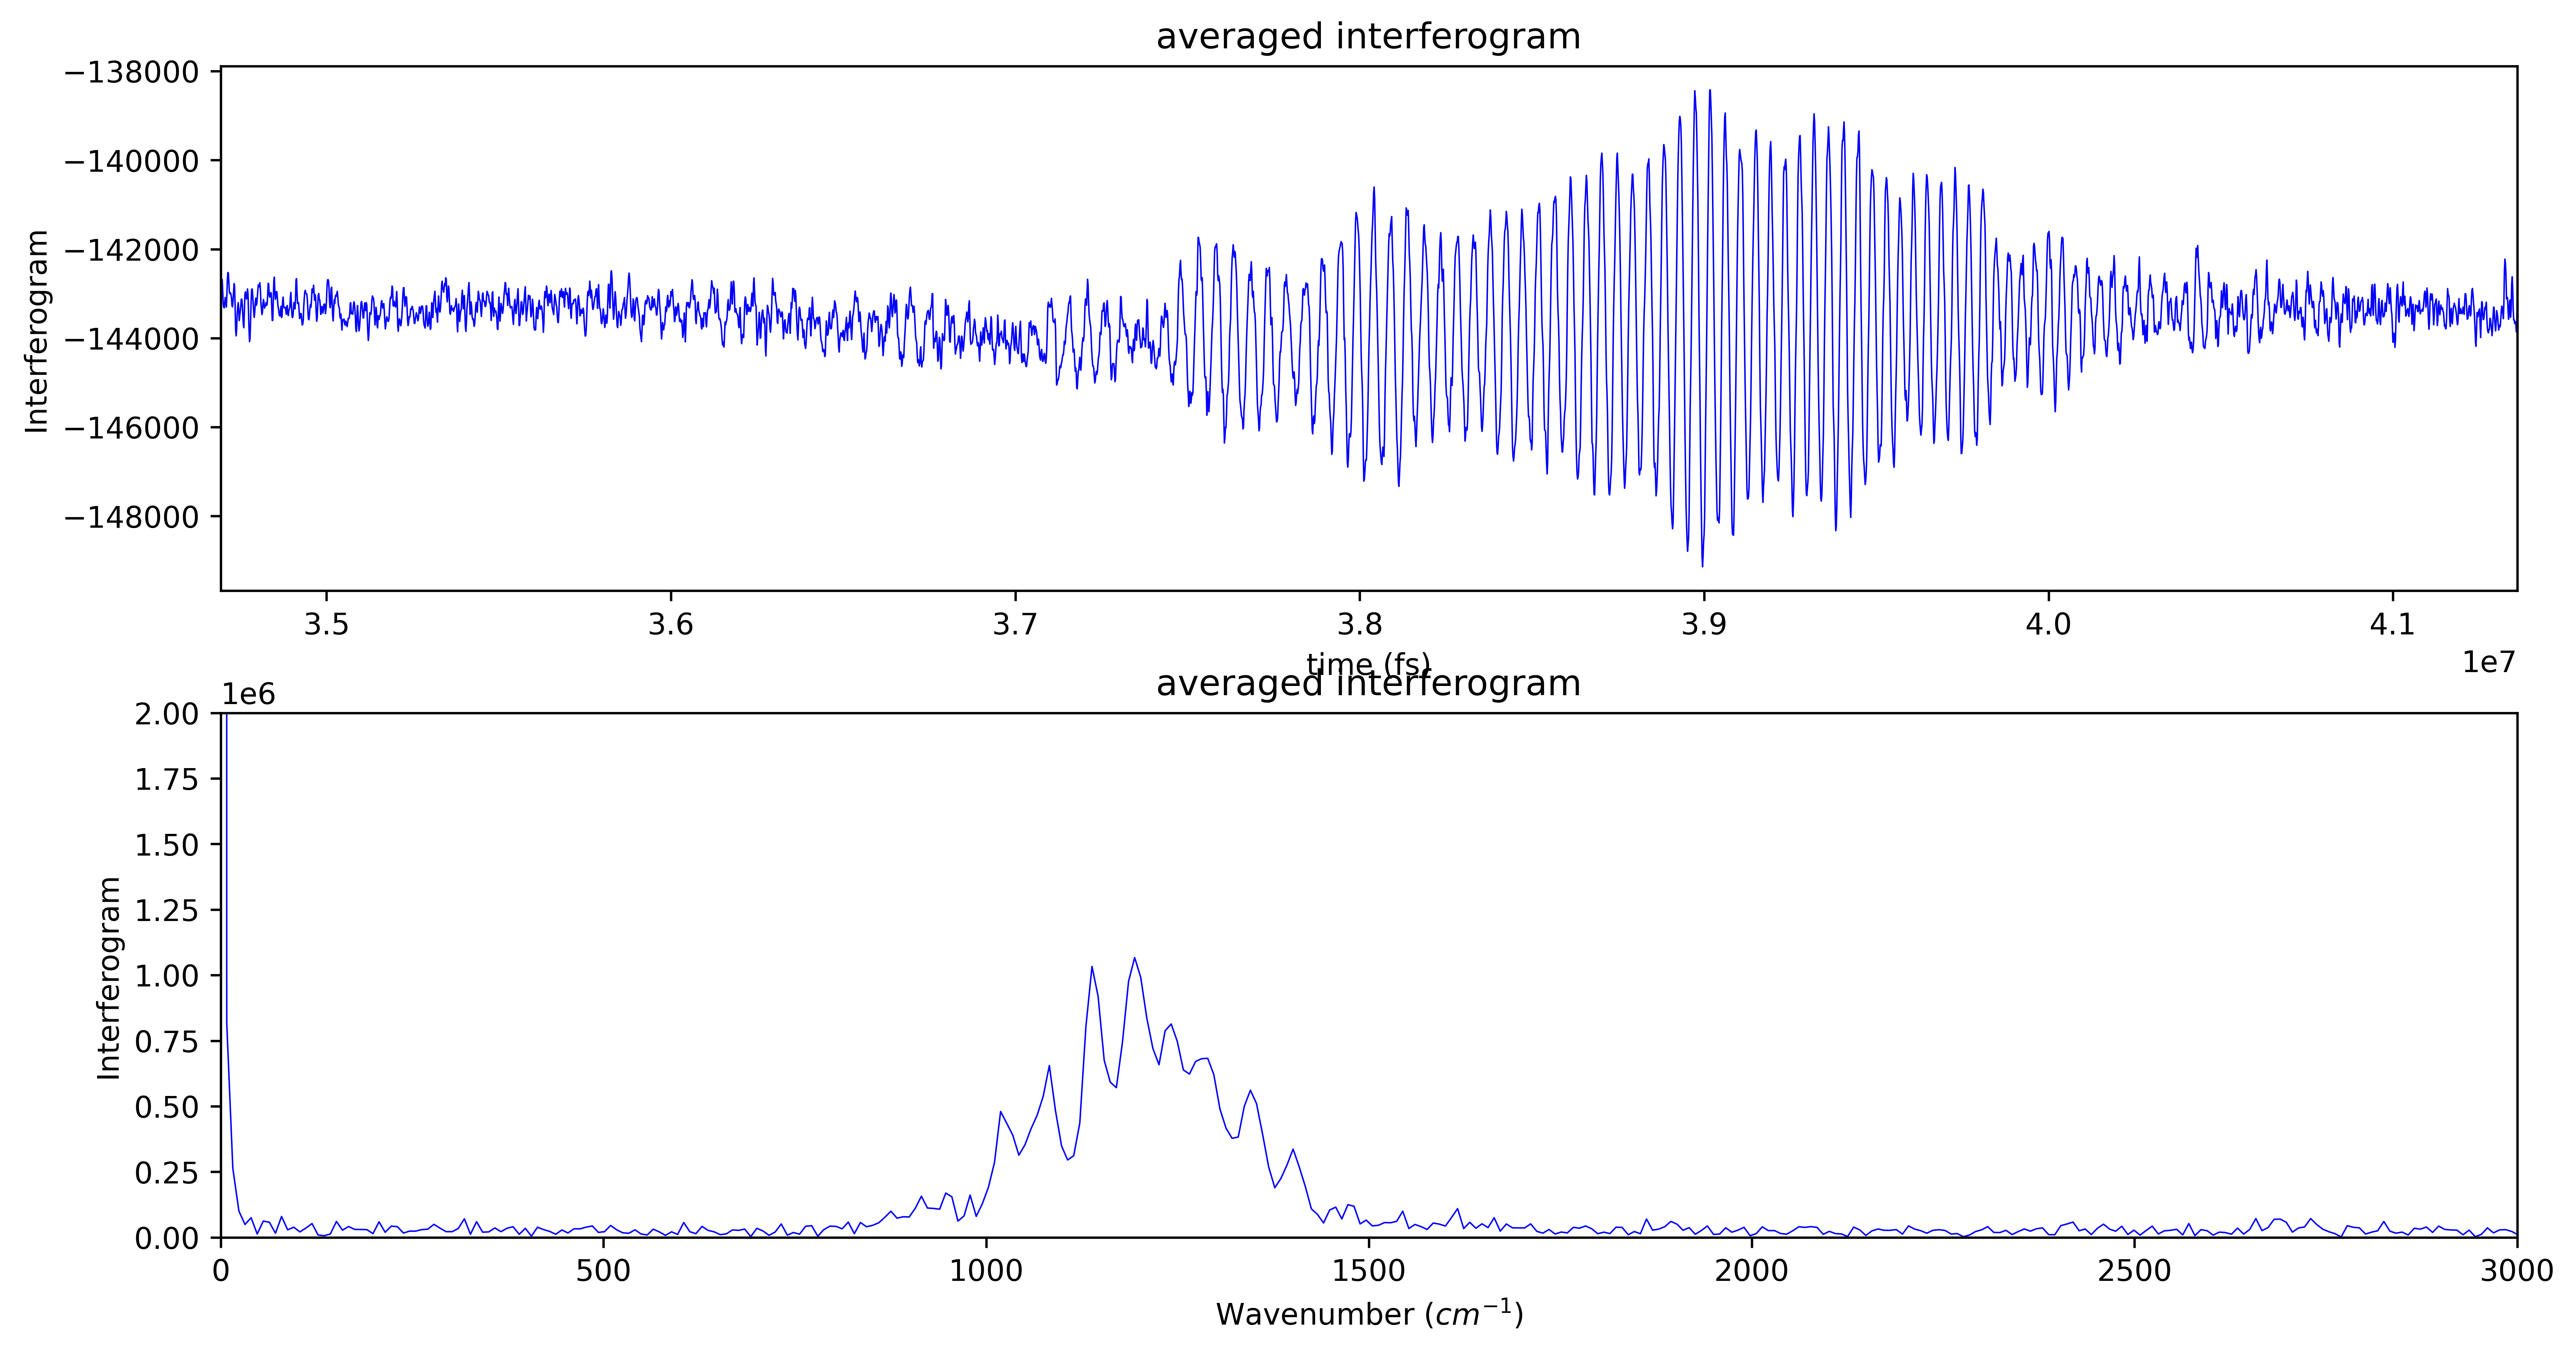 averaged interferogram
−138000
−140000
−142000
−144000
−146000
−148000
Interferogram
3.5 3.6 3.7 3.8 3.9 4.0 4.1
time (fs)
1e7
averaged interferogram
1e6
2.00
1.75
1.50
1.25
1.00
0.75
0.50
0.25
0.00
Interferogram
0 500 1000 1500 2000 2500 3000
Wavenumber (cm⁻¹)